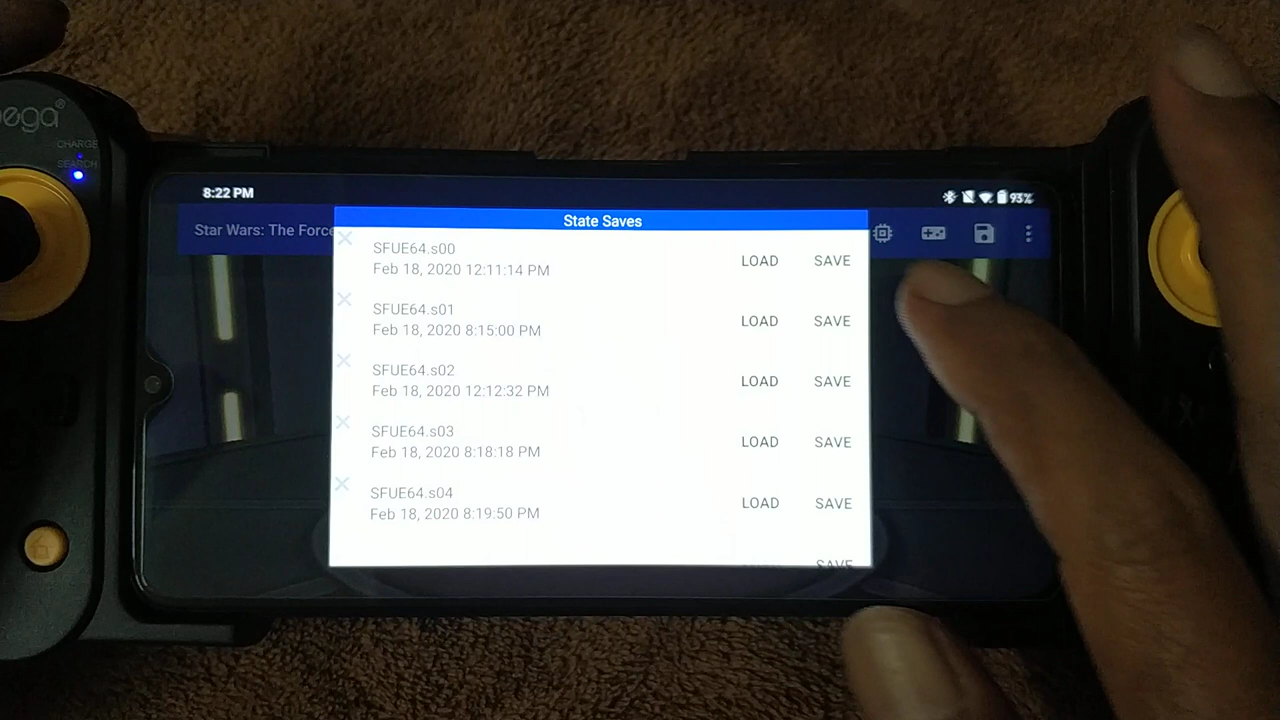 ega®
CHARGE
SEARCH
8:22 PM
93%
Star Wars: The Force
State Saves
SFUE64.s00
Feb 18, 2020 12:11:14 PM
LOAD
SAVE
SFUE64.s01
Feb 18, 2020 8:15:00 PM
LOAD
SAVE
SFUE64.s02
Feb 18, 2020 12:12:32 PM
LOAD
SAVE
SFUE64.s03
Feb 18, 2020 8:18:18 PM
LOAD
SAVE
SFUE64.s04
Feb 18, 2020 8:19:50 PM
LOAD
SAVE
SAVE